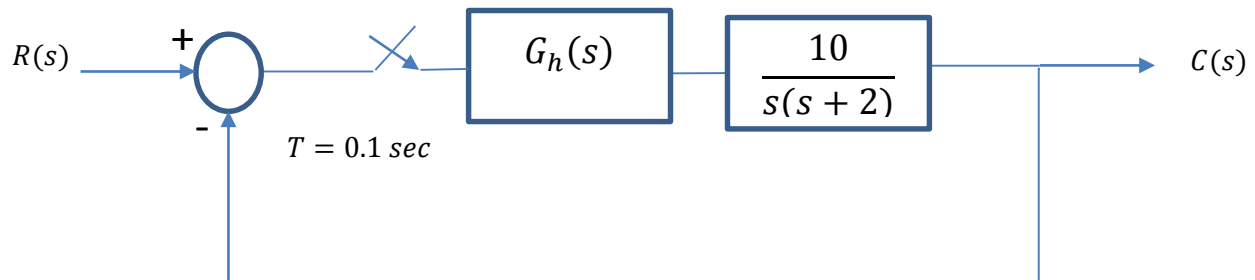 R(s)
+
-
T = 0.1 sec
G_h(s)
10
s(s + 2)
C(s)